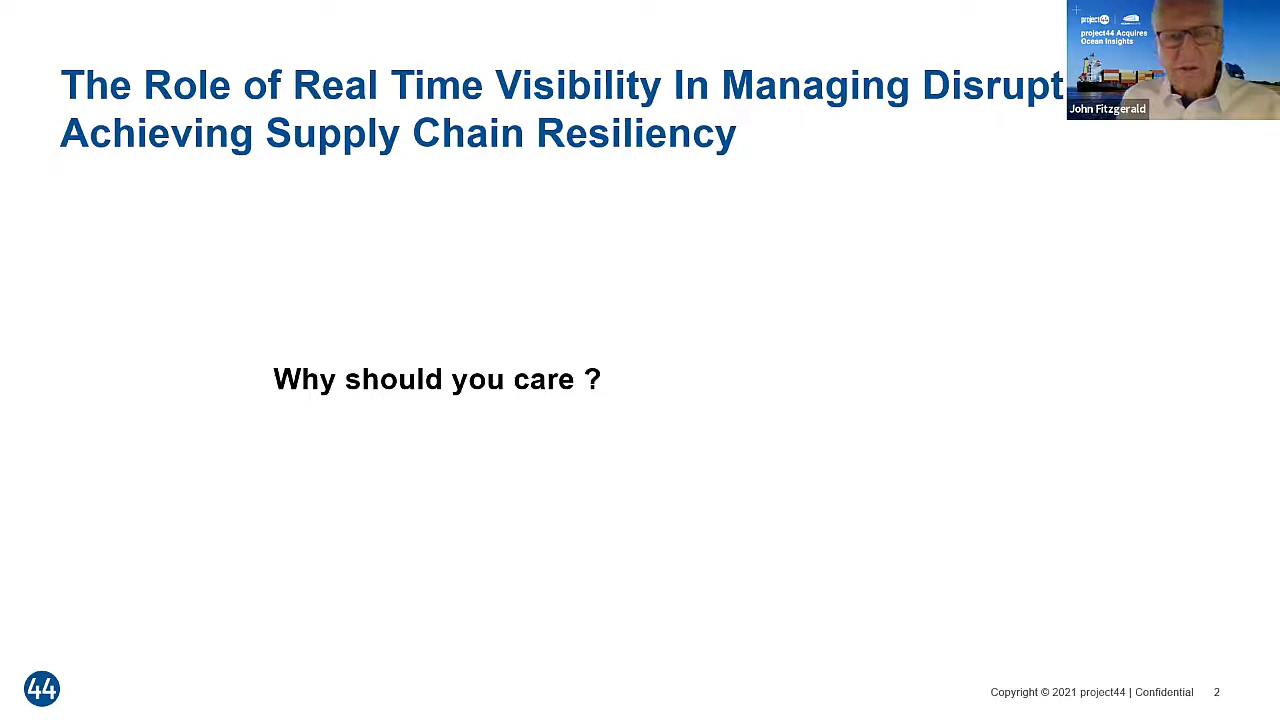 The Role of Real Time Visibility In Managing Disrupt
Achieving Supply Chain Resiliency
project44
project44 Acquires
Ocean Insights
John Fitzgerald
Why should you care ?
44
Copyright © 2021 project44 | Confidential 2